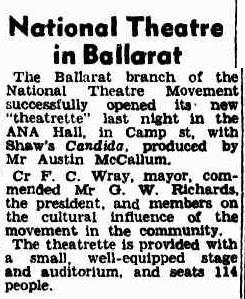 National Theatre
in Ballarat
The Ballarat branch of the
National Theatre Movement
successfully opened its new
"theatrette" last night in the
ANA Hall, in Camp st, with
Shaw's Candida, produced by
Mr Austin McCallum.
Cr F. C. Wray, mayor, com-
mended Mr G. W. Richards,
the president, and members on
the cultural influence of the
movement in the community.
The theatrette is provided with
a small, well-equipped stage
and auditorium, and seats 114
people.